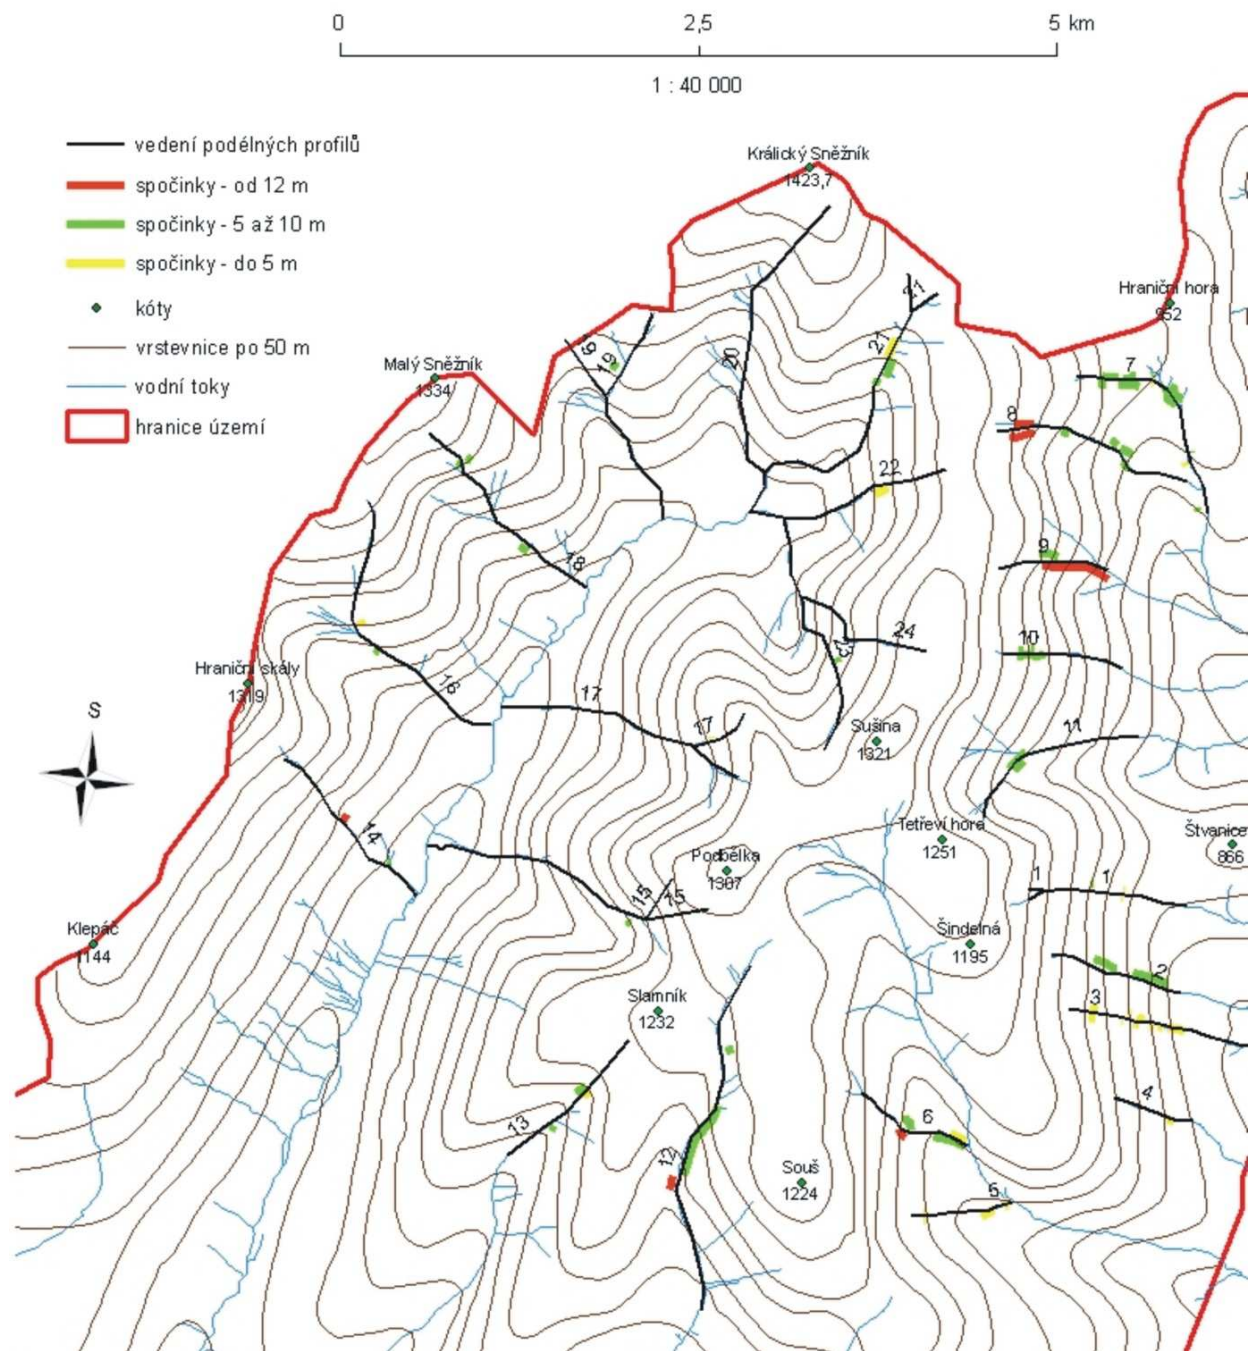 0 2,5 5 km
1 : 40 000
vedení podélných profilů
spočinky - od 12 m
spočinky - 5 až 10 m
spočinky - do 5 m
kóty
vrstevnice po 50 m
vodní toky
hranice území
Králický Sněžník
1423,7
Hraniční hora
952
21
19
19
20
21
7
Malý Sněžník
1334
8
22
9
18
24
10
23
Hraniční skály
1319
16
17
17
S
Sušina
1321
11
14
Tetřeví hora
1251
Štvanice
866
Podbělka
1307
15
15
1
1
Klepáč
1144
Šindelná
1195
2
Slamník
1232
3
4
13
6
12
Souš
1224
5